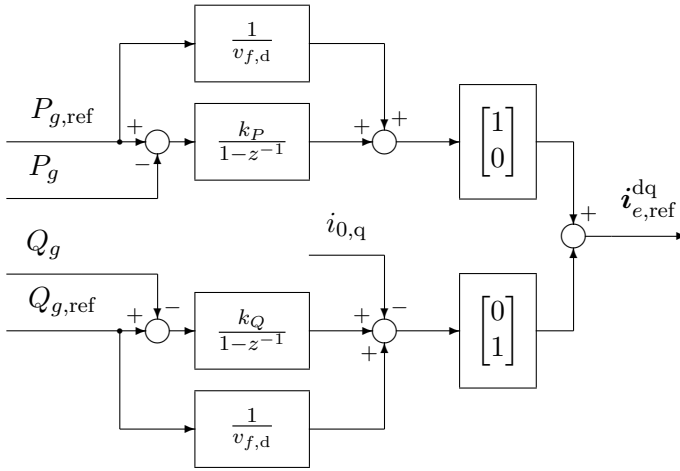 1
v_{f,d}
P_{g,ref}
+
−
k_P
1−z^{−1}
+
+
[1
0]
P_g
+
i^{dq}_{e,ref}
Q_g
i_{0,q}
Q_{g,ref}
+
−
k_Q
1−z^{−1}
+
−
+
[0
1]
1
v_{f,d}